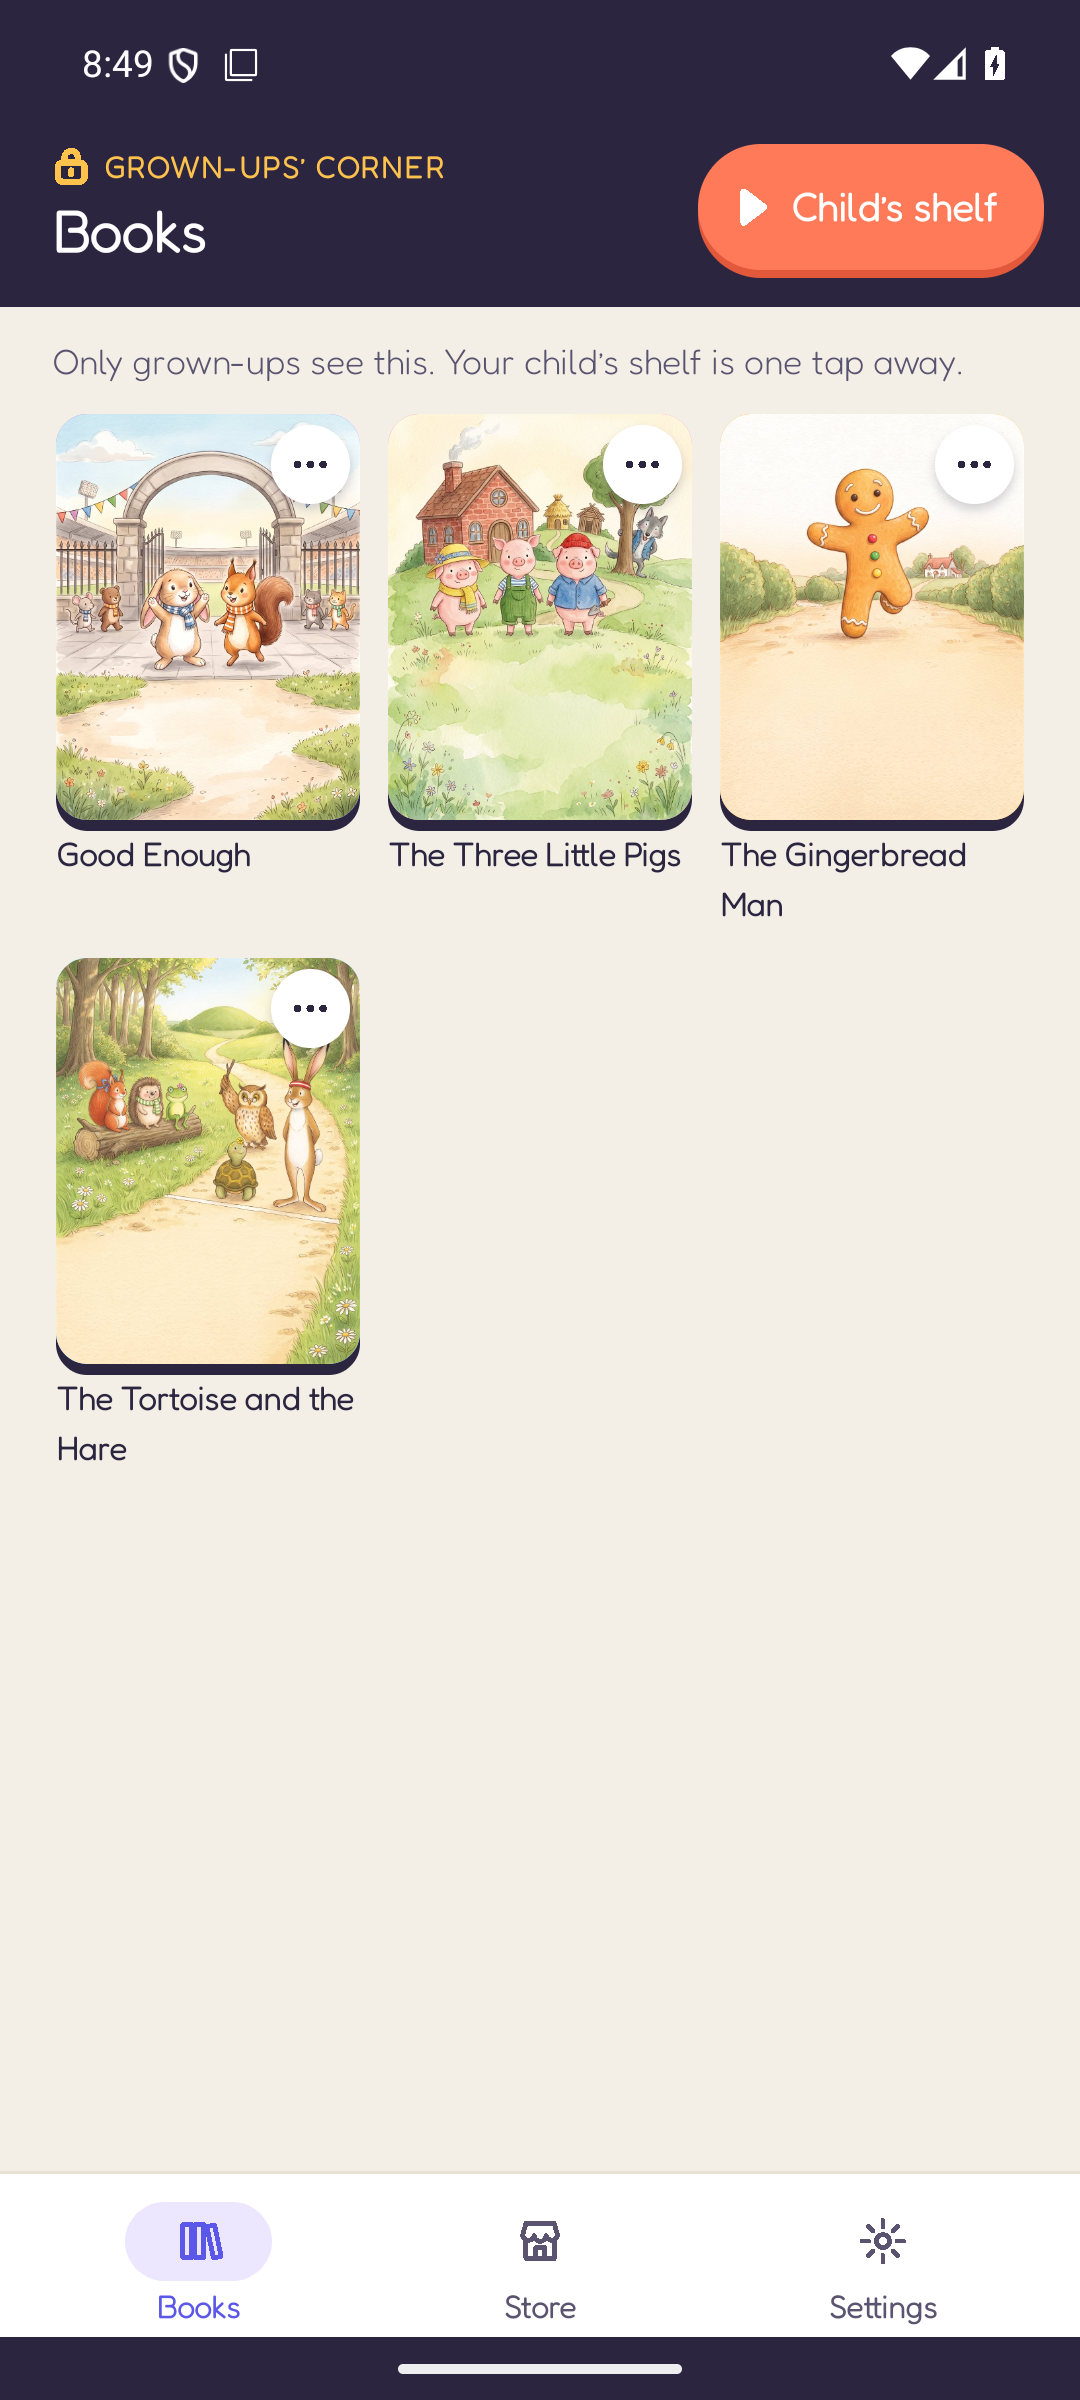 8:49
GROWN-UPS’ CORNER
Books
Child’s shelf
Only grown-ups see this. Your child’s shelf is one tap away.
Good Enough
The Three Little Pigs
The Gingerbread
Man
The Tortoise and the
Hare
Books
Store
Settings